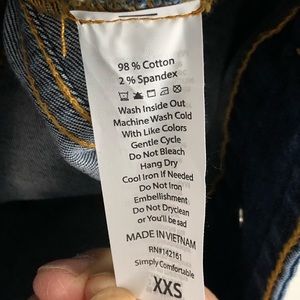 98 % Cotton
2 % Spandex
Wash Inside Out
Machine Wash Cold
With Like Colors
Gentle Cycle
Do Not Bleach
Hang Dry
Cool Iron If Needed
Do Not Iron
Embellishment
Do Not Dryclean
or You'll be sad
MADE IN VIETNAM
RN#142161
Simply Comfortable
XXS